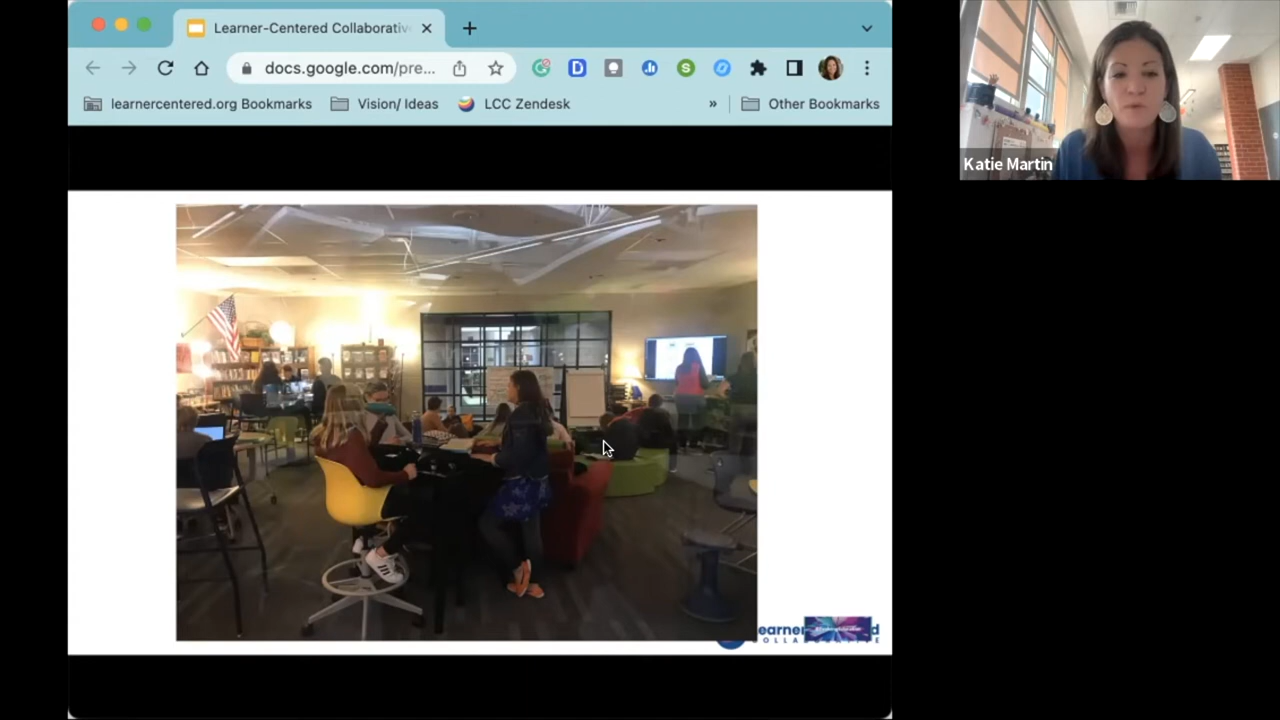 Learner-Centered Collaborativ
docs.google.com/pre...
learnercentered.org Bookmarks
Vision/ Ideas
LCC Zendesk
»
Other Bookmarks
Katie Martin